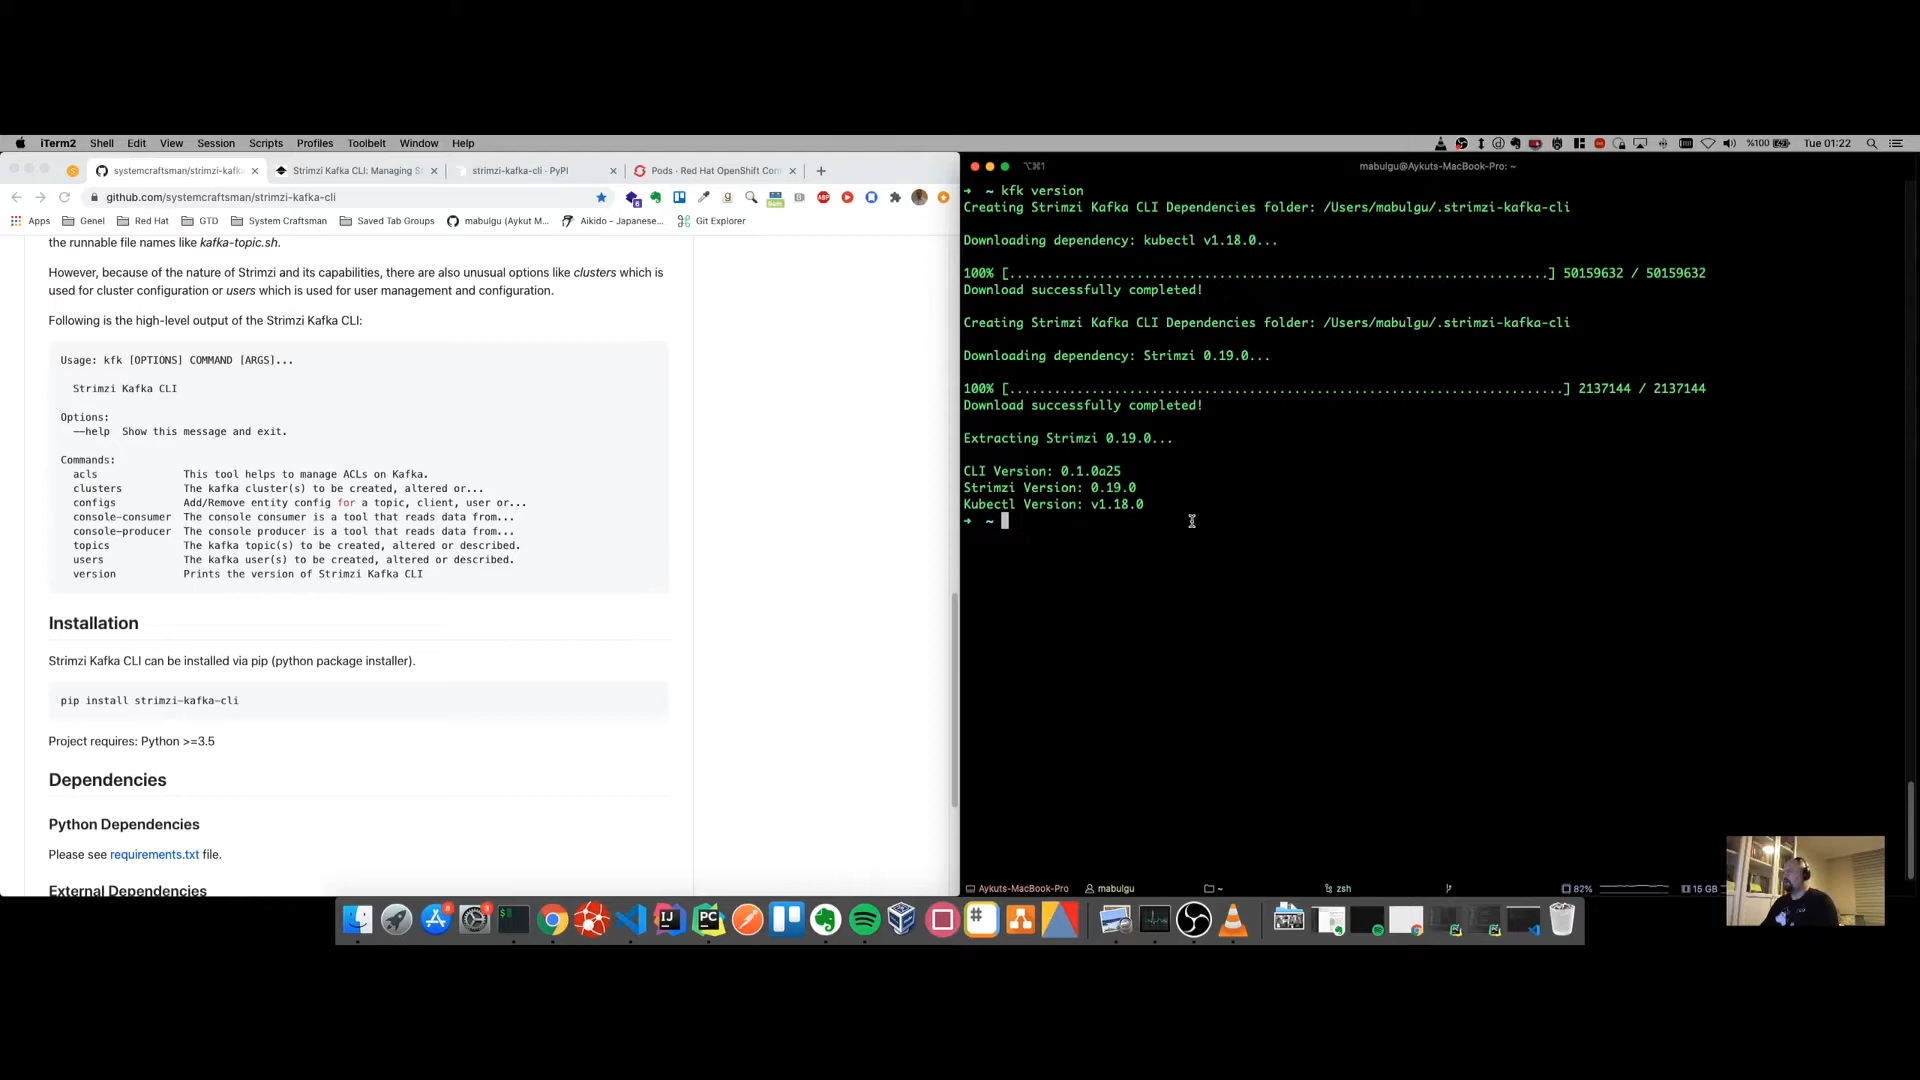 iTerm2 Shell Edit View Session Scripts Profiles Toolbelt Window Help
%100 Tue 01:22
systemcraftsman/strimzi-kafka
Strimzi Kafka CLI: Managing S
strimzi-kafka-cli · PyPI
Pods · Red Hat OpenShift Con
github.com/systemcraftsman/strimzi-kafka-cli
Apps Genel Red Hat GTD System Craftsman Saved Tab Groups mabulgu (Aykut M... Aikido - Japanese... Git Explorer
the runnable file names like kafka-topic.sh.
However, because of the nature of Strimzi and its capabilities, there are also unusual options like clusters which is
used for cluster configuration or users which is used for user management and configuration.
Following is the high-level output of the Strimzi Kafka CLI:
Usage: kfk [OPTIONS] COMMAND [ARGS]...
Strimzi Kafka CLI
Options:
--help Show this message and exit.
Commands:
acls This tool helps to manage ACLs on Kafka.
clusters The kafka cluster(s) to be created, altered or...
configs Add/Remove entity config for a topic, client, user or...
console-consumer The console consumer is a tool that reads data from...
console-producer The console producer is a tool that reads data from...
topics The kafka topic(s) to be created, altered or described.
users The kafka user(s) to be created, altered or described.
version Prints the version of Strimzi Kafka CLI
Installation
Strimzi Kafka CLI can be installed via pip (python package installer).
pip install strimzi-kafka-cli
Project requires: Python >=3.5
Dependencies
Python Dependencies
Please see requirements.txt file.
External Dependencies
⌥⌘1 mabulgu@Aykuts-MacBook-Pro: ~
➜ ~ kfk version
Creating Strimzi Kafka CLI Dependencies folder: /Users/mabulgu/.strimzi-kafka-cli
Downloading dependency: kubectl v1.18.0...
100% [..................................................................] 50159632 / 50159632
Download successfully completed!
Creating Strimzi Kafka CLI Dependencies folder: /Users/mabulgu/.strimzi-kafka-cli
Downloading dependency: Strimzi 0.19.0...
100% [....................................................................] 2137144 / 2137144
Download successfully completed!
Extracting Strimzi 0.19.0...
CLI Version: 0.1.0a25
Strimzi Version: 0.19.0
Kubectl Version: v1.18.0
➜ ~
Aykuts-MacBook-Pro mabulgu ~ zsh 82% 15 GB